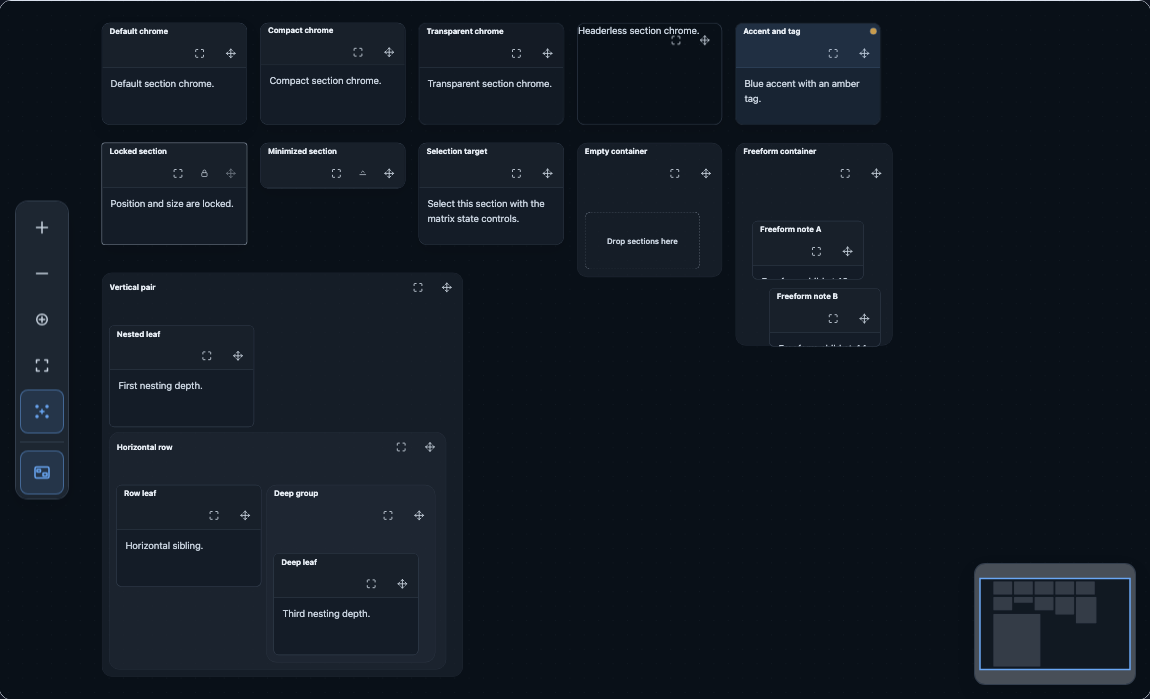 Default chrome
Default section chrome.
Compact chrome
Compact section chrome.
Transparent chrome
Transparent section chrome.
Headerless section chrome.
Accent and tag
Blue accent with an amber
tag.
Locked section
Position and size are locked.
Minimized section
Selection target
Select this section with the
matrix state controls.
Empty container
Drop sections here
Freeform container
Freeform note A
Freeform note B
Vertical pair
Nested leaf
First nesting depth.
Horizontal row
Row leaf
Horizontal sibling.
Deep group
Deep leaf
Third nesting depth.